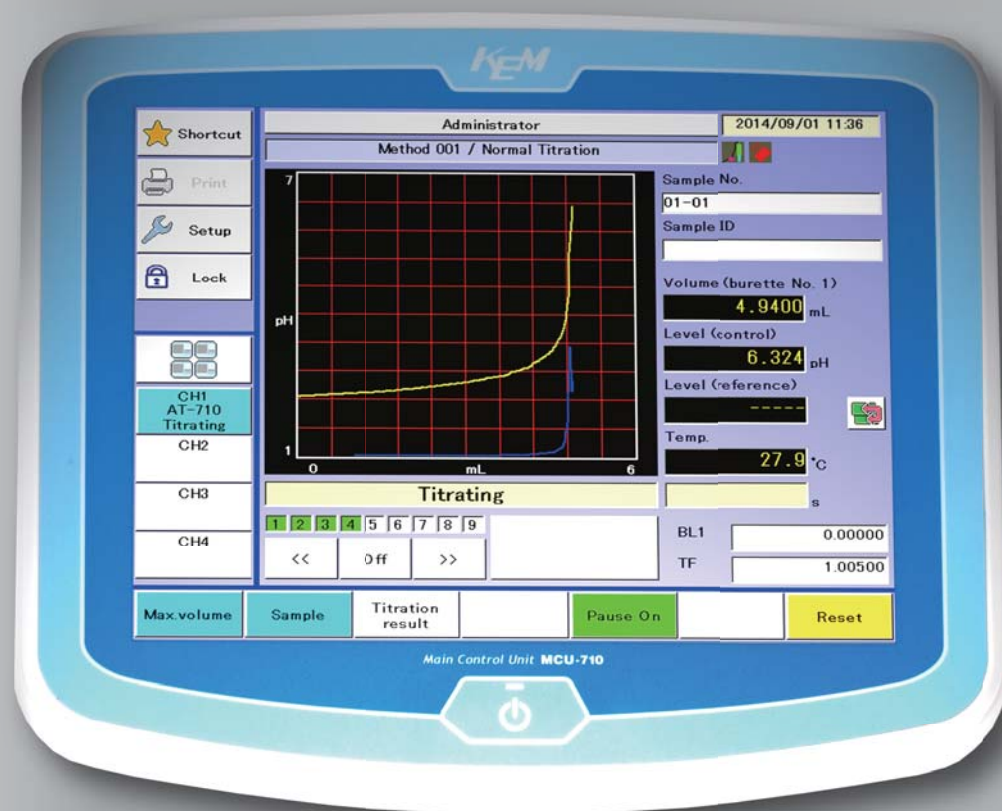 KEM
Shortcut
Print
Setup
Lock
CH1
AT-710
Titrating
CH2
CH3
CH4
Administrator
2014/09/01 11:36
Method 001 / Normal Titration
7
pH
1
0
mL
6
Sample No.
01-01
Sample ID
Volume (burette No. 1)
4.9400 mL
Level (control)
6.324 pH
Level (reference)
-----
Temp.
27.9 °C
s
Titrating
1 2 3 4 5 6 7 8 9
<< Off >>
BL1 0.00000
TF 1.00500
Max.volume
Sample
Titration
result
Pause On
Reset
Main Control Unit MCU-710